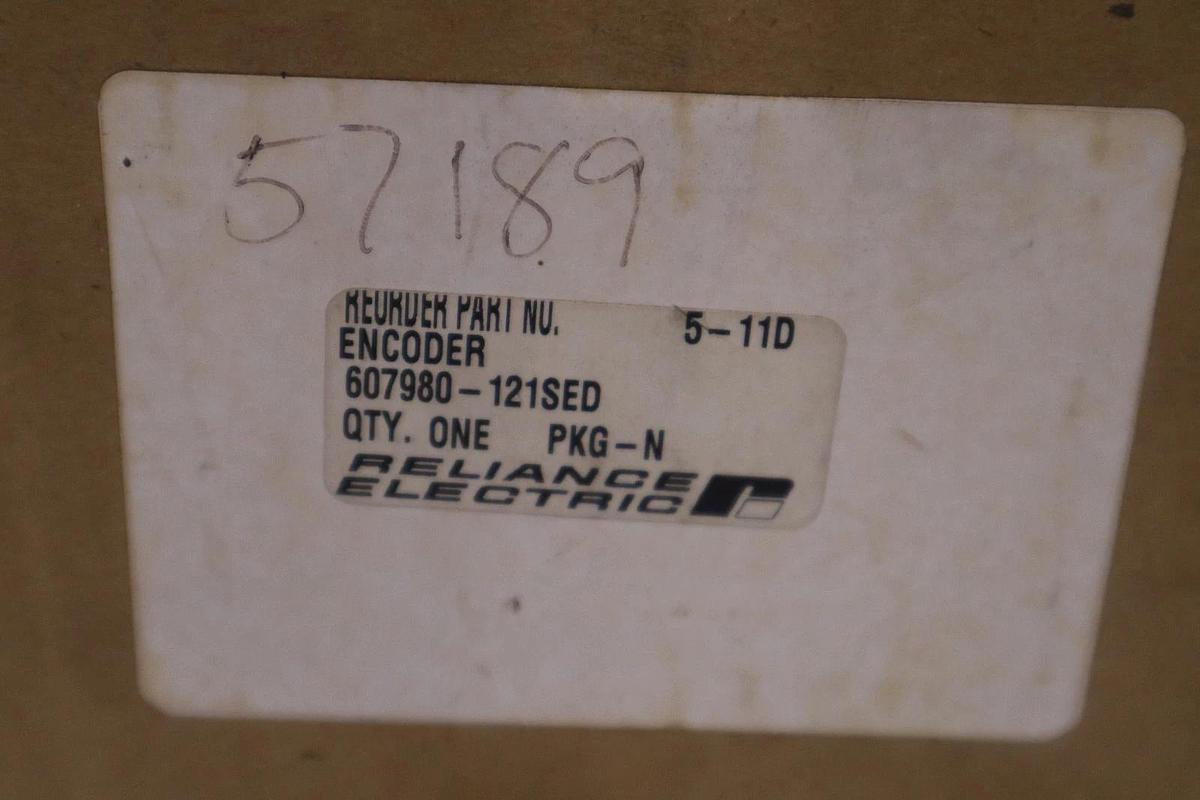 57189
REORDER PART NO. 5-11D
ENCODER
607980-121SED
QTY. ONE PKG-N
RELIANCE
ELECTRIC